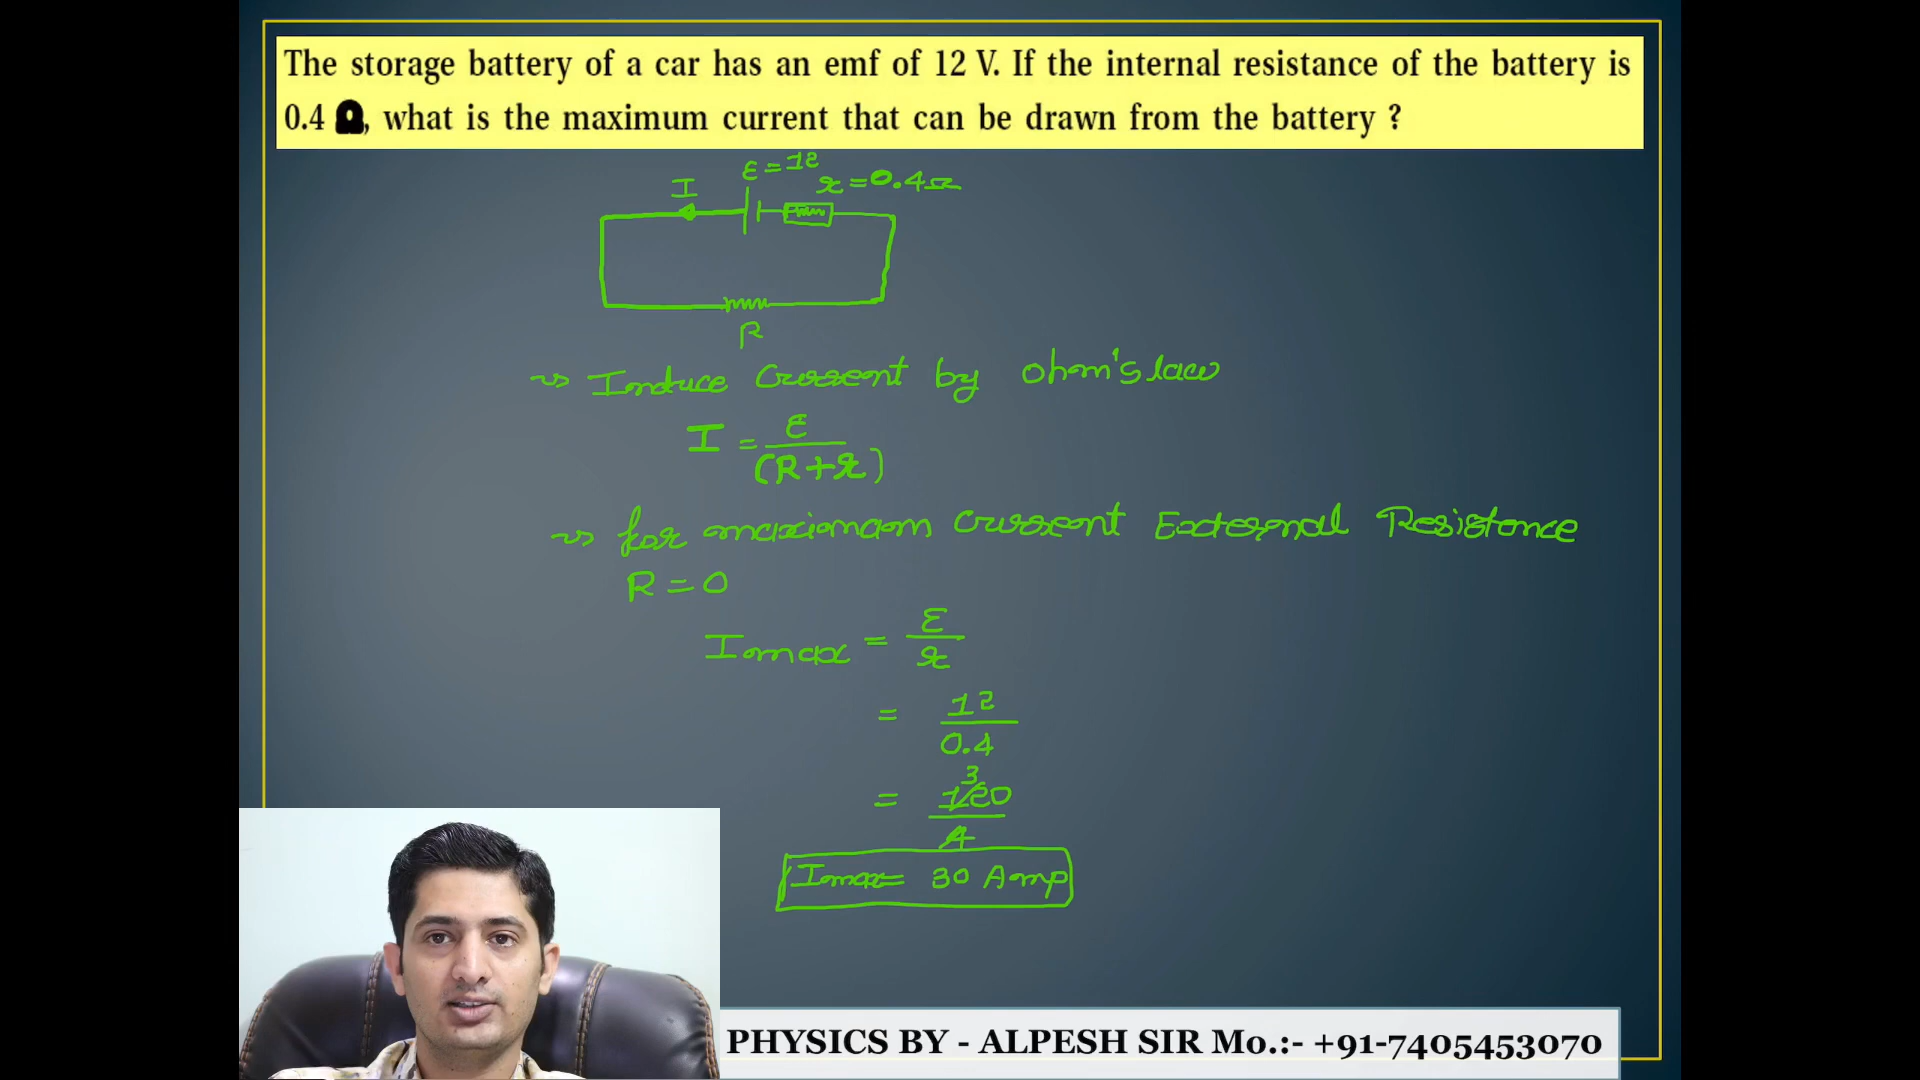 The storage battery of a car has an emf of 12 V. If the internal resistance of the battery is
0.4 Ω, what is the maximum current that can be drawn from the battery ?
ε = 12
I
r = 0.4Ω
R
~> Induce Current by ohm's law
I = ε / (R+r)
~> for maximam Current External Resistance
R = 0
Imax = ε / r
= 12 / 0.4
3
= 120 / 4
Imax = 30 Amp
PHYSICS BY - ALPESH SIR Mo.:- +91-7405453070